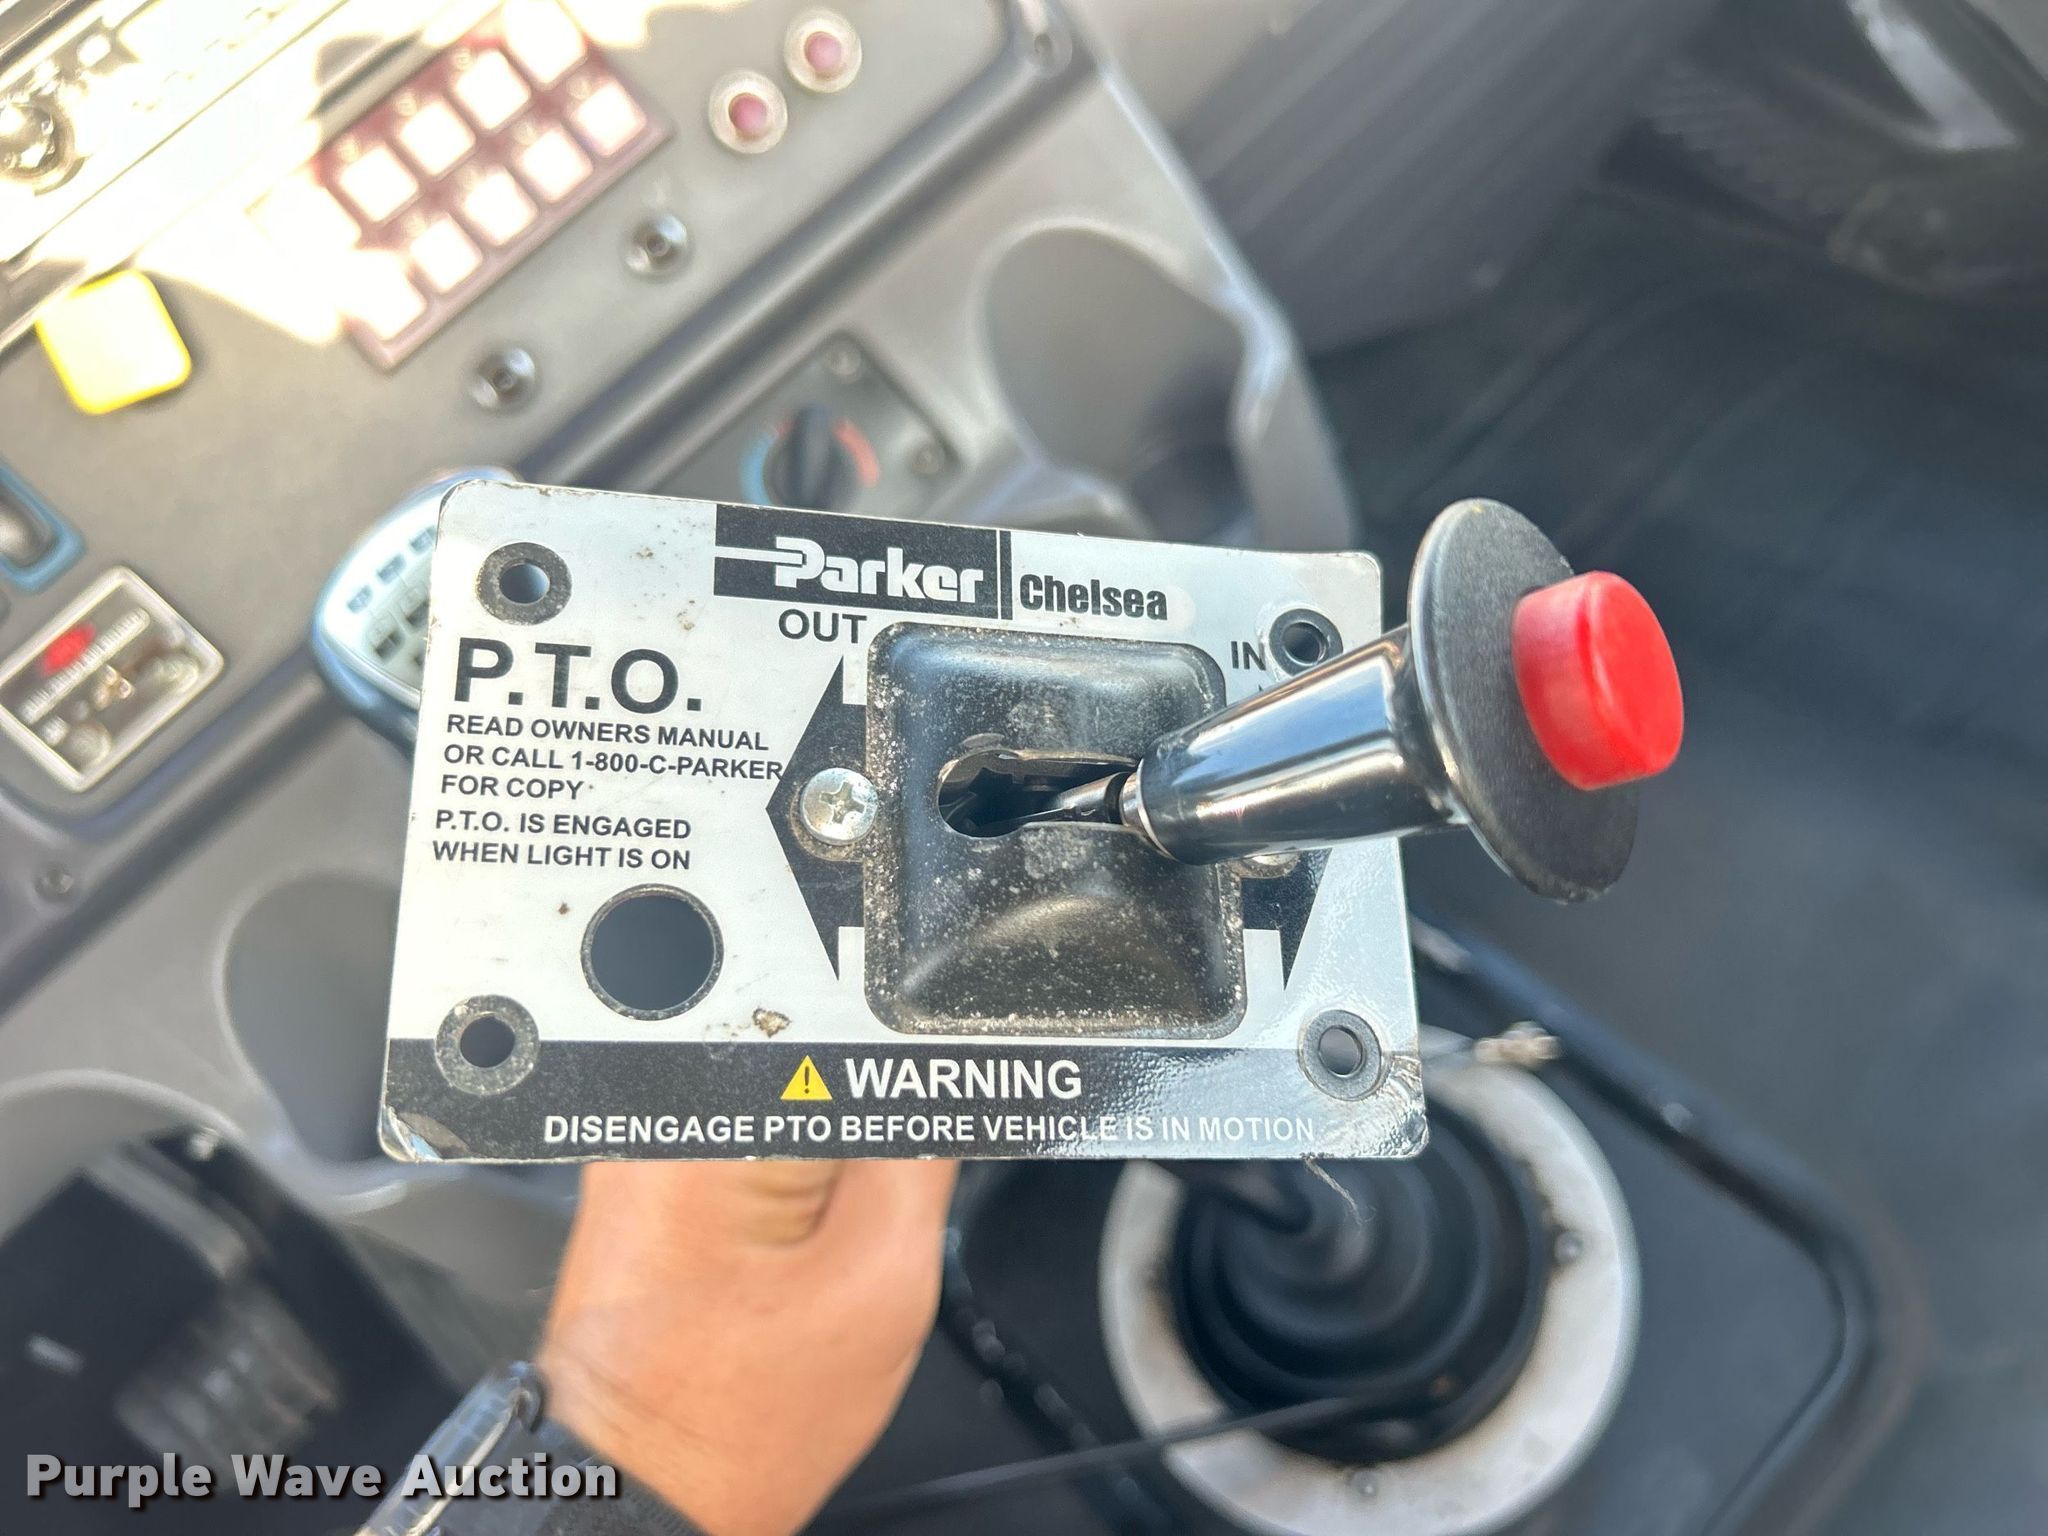 Parker Chelsea
OUT
IN
P.T.O.
READ OWNERS MANUAL
OR CALL 1-800-C-PARKER
FOR COPY
P.T.O. IS ENGAGED
WHEN LIGHT IS ON
WARNING
DISENGAGE PTO BEFORE VEHICLE IS IN MOTION
Purple Wave Auction